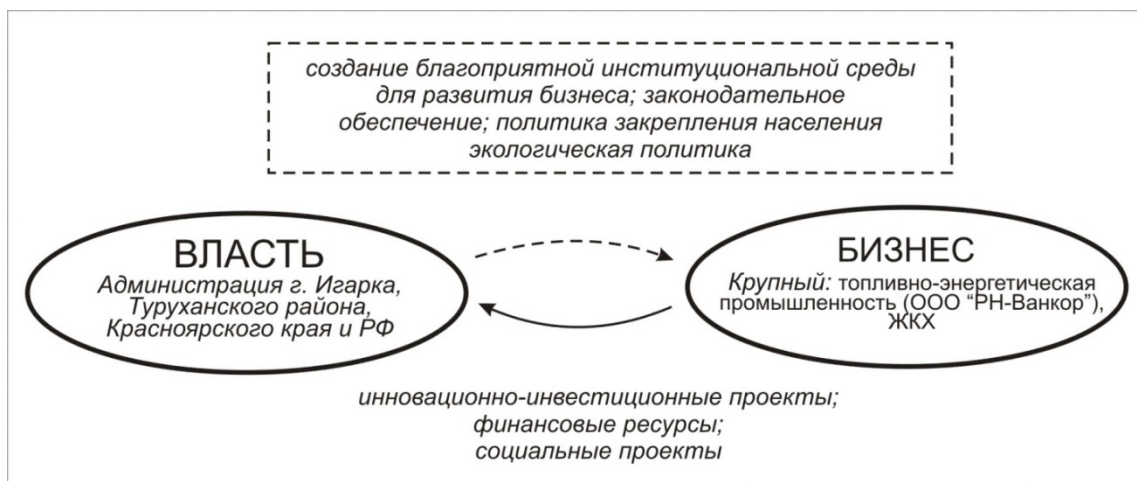 создание благоприятной институциональной среды
для развития бизнеса; законодательное
обеспечение; политика закрепления населения
экологическая политика
ВЛАСТЬ
Администрация г. Игарка,
Туруханского района,
Красноярского края и РФ
БИЗНЕС
Крупный: топливно-энергетическая
промышленность (ООО “РН-Ванкор”),
ЖКХ
инновационно-инвестиционные проекты;
финансовые ресурсы;
социальные проекты